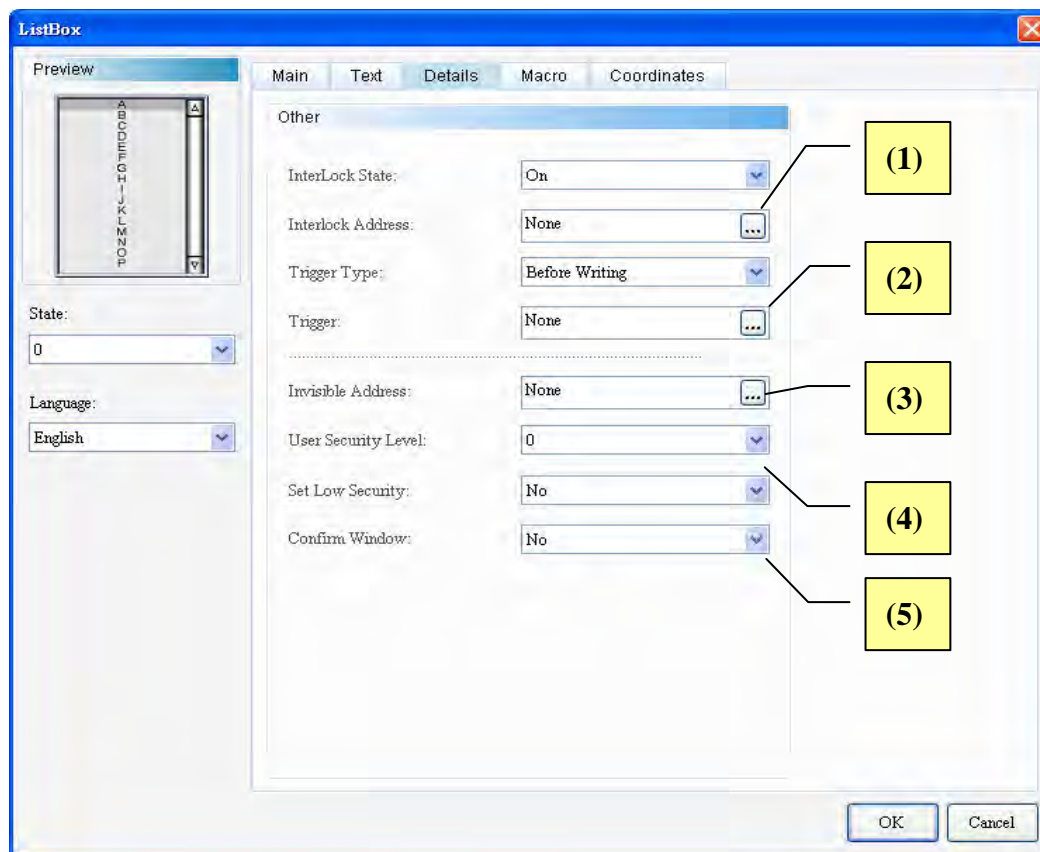 ListBox
Preview
A
B
C
D
E
F
G
H
I
J
K
L
M
N
O
P
State:
0
Language:
English
Main Text Details Macro Coordinates
Other
InterLock State: On
Interlock Address: None ...
Trigger Type: Before Writing
Trigger: None ...
Invisible Address: None ...
User Security Level: 0
Set Low Security: No
Confirm Window: No
(1)
(2)
(3)
(4)
(5)
OK Cancel